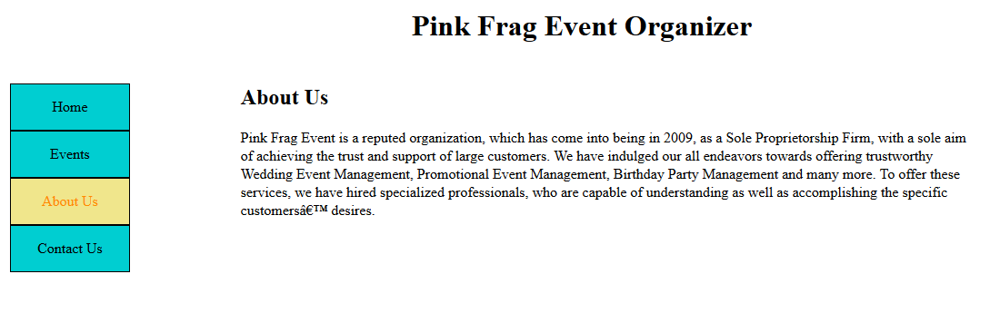 Pink Frag Event Organizer
Home
Events
About Us
Contact Us
About Us
Pink Frag Event is a reputed organization, which has come into being in 2009, as a Sole Proprietorship Firm, with a sole aim
of achieving the trust and support of large customers. We have indulged our all endeavors towards offering trustworthy
Wedding Event Management, Promotional Event Management, Birthday Party Management and many more. To offer these
services, we have hired specialized professionals, who are capable of understanding as well as accomplishing the specific
customersâ€™ desires.